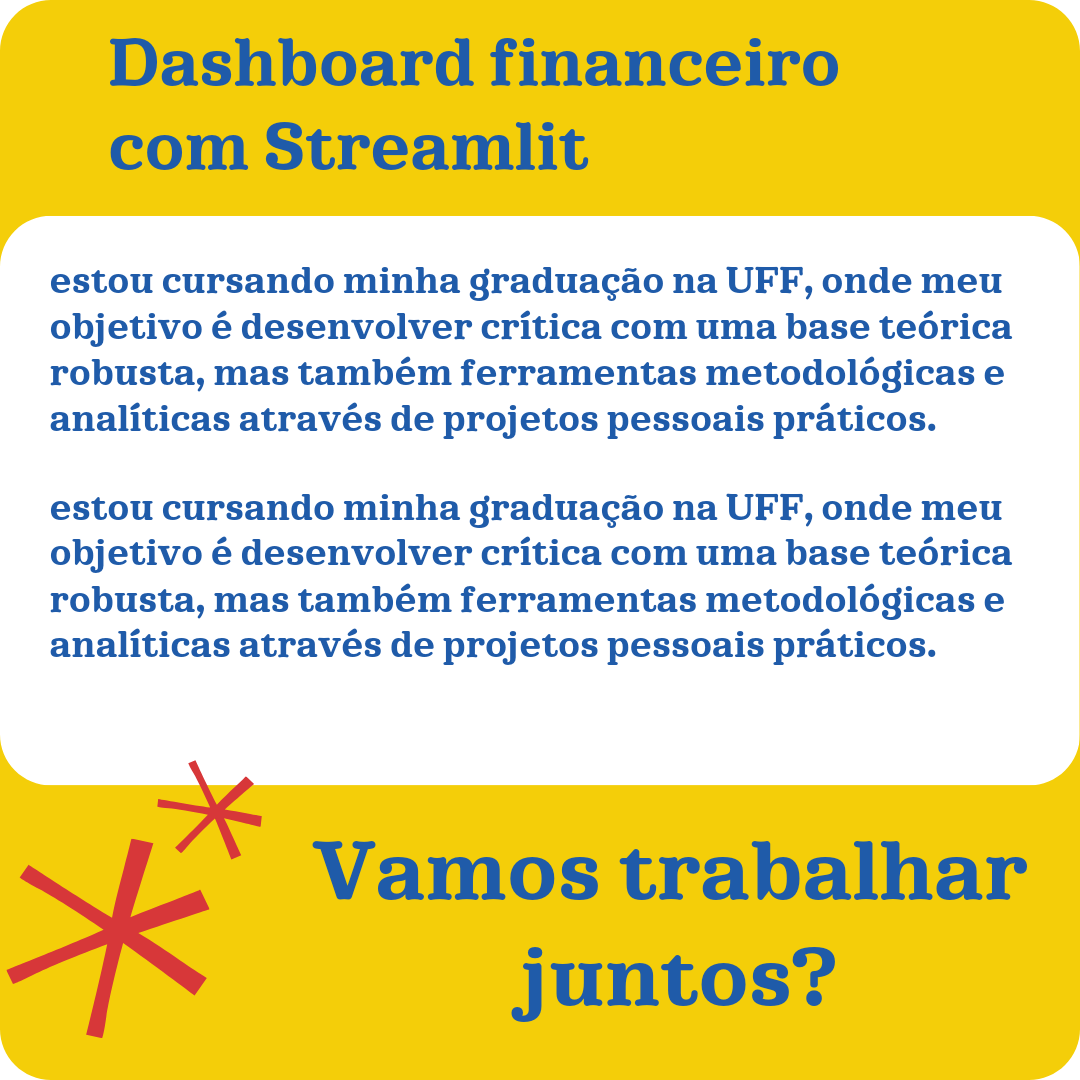 Dashboard financeiro
com Streamlit
estou cursando minha graduação na UFF, onde meu
objetivo é desenvolver crítica com uma base teórica
robusta, mas também ferramentas metodológicas e
analíticas através de projetos pessoais práticos.
estou cursando minha graduação na UFF, onde meu
objetivo é desenvolver crítica com uma base teórica
robusta, mas também ferramentas metodológicas e
analíticas através de projetos pessoais práticos.
Vamos trabalhar
juntos?